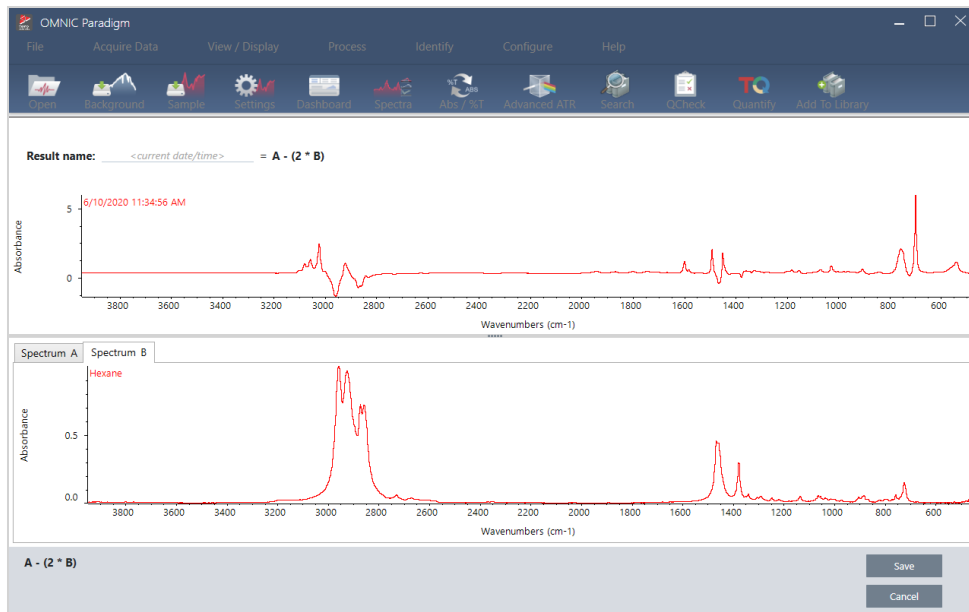 OMNIC Paradigm
File Acquire Data View / Display Process Identify Configure Help
%T ABS TQ
Open Background Sample Settings Dashboard Spectra Abs / %T Advanced ATR Search QCheck Quantify Add To Library
Result name: <current date/time> = A - (2 * B)
6/10/2020 11:34:56 AM
Absorbance
5
0
3800 3600 3400 3200 3000 2800 2600 2400 2200 2000 1800 1600 1400 1200 1000 800 600
Wavenumbers (cm-1)
Spectrum A Spectrum B
Hexane
Absorbance
0.5
0.0
3800 3600 3400 3200 3000 2800 2600 2400 2200 2000 1800 1600 1400 1200 1000 800 600
Wavenumbers (cm-1)
A - (2 * B)
Save
Cancel